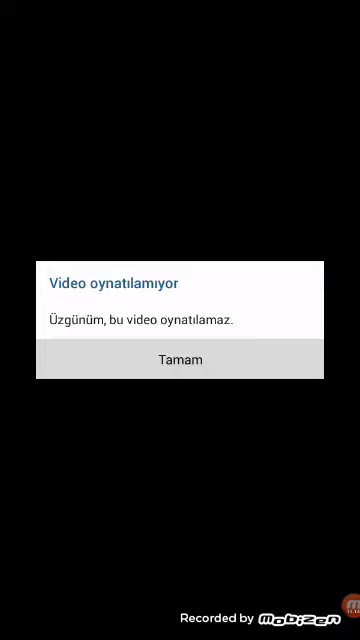 Video oynatılamıyor
Üzgünüm, bu video oynatılamaz.
Tamam
Recorded by mobizen